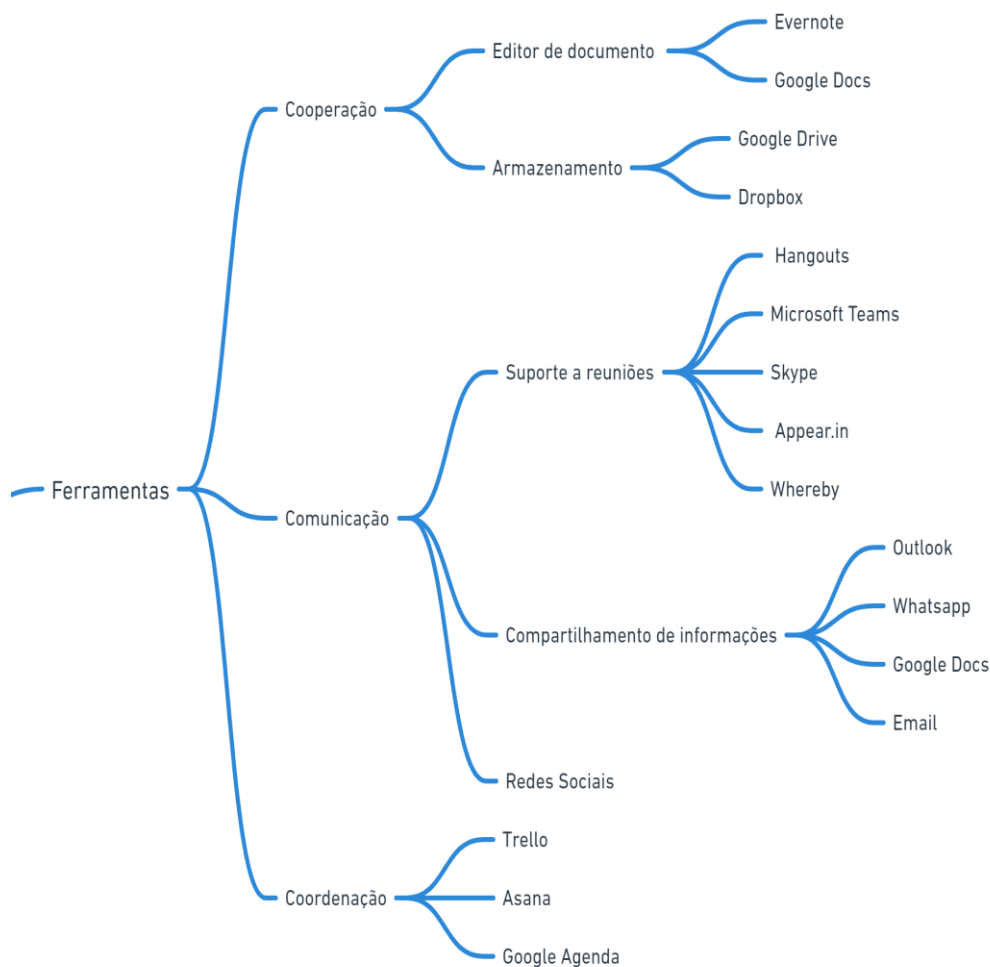 Ferramentas
Cooperação
Editor de documento
Evernote
Google Docs
Armazenamento
Google Drive
Dropbox
Comunicação
Suporte a reuniões
Hangouts
Microsoft Teams
Skype
Appear.in
Whereby
Compartilhamento de informações
Outlook
Whatsapp
Google Docs
Email
Redes Sociais
Coordenação
Trello
Asana
Google Agenda